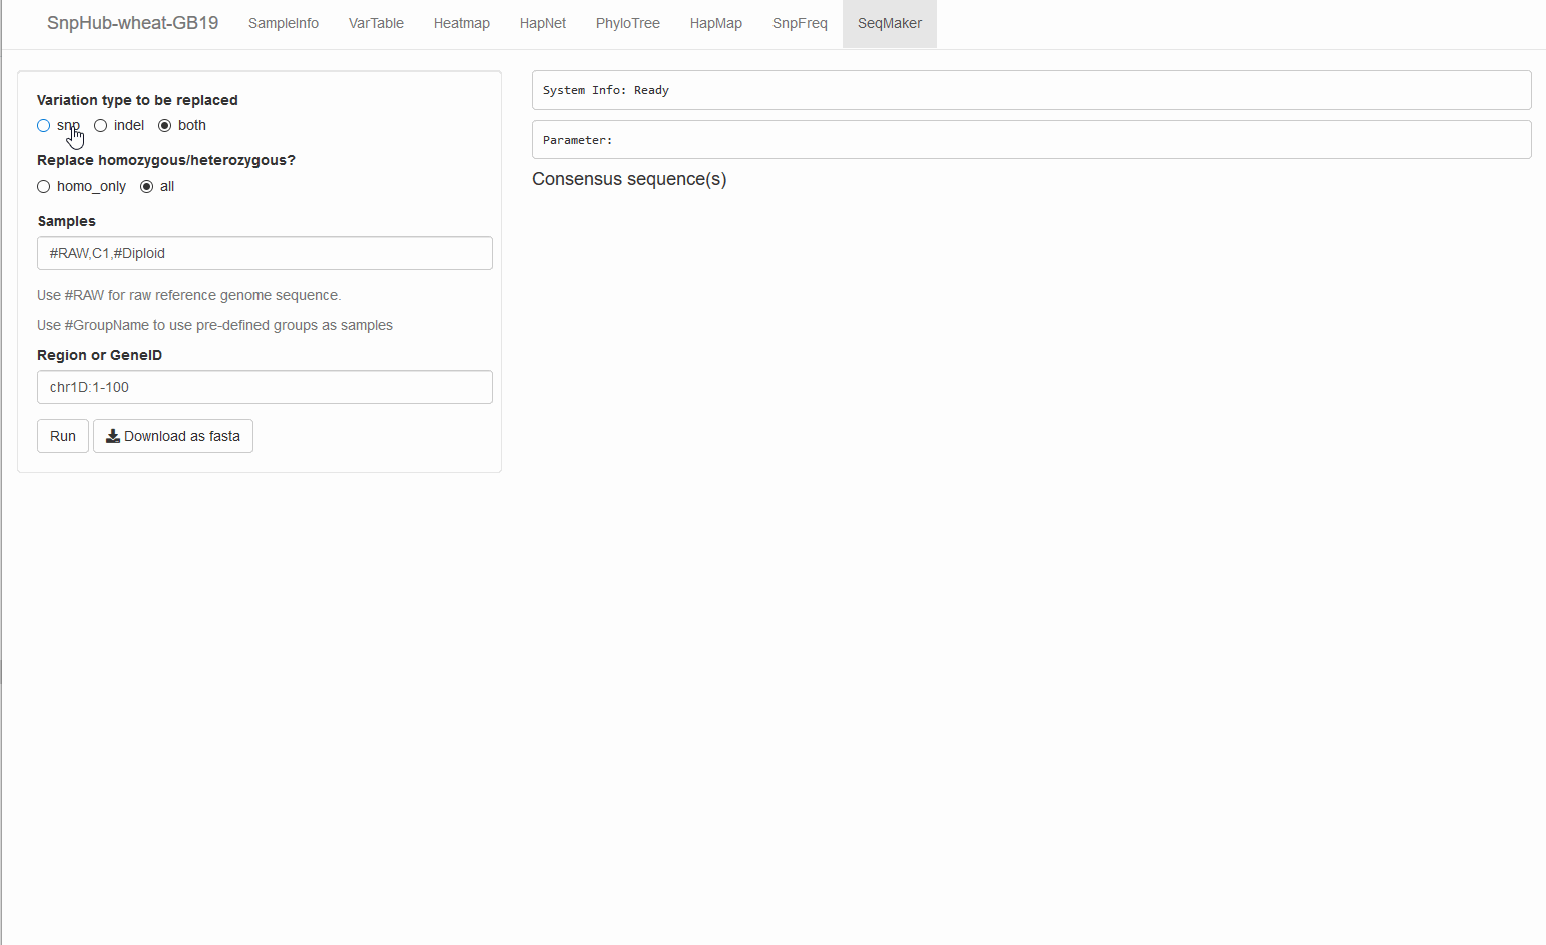 SnpHub-wheat-GB19 SampleInfo VarTable Heatmap HapNet PhyloTree HapMap SnpFreq SeqMaker
Variation type to be replaced
snp indel both
Replace homozygous/heterozygous?
homo_only all
Samples
#RAW,C1,#Diploid
Use #RAW for raw reference genome sequence.
Use #GroupName to use pre-defined groups as samples
Region or GeneID
chr1D:1-100
Run Download as fasta
System Info: Ready
Parameter:
Consensus sequence(s)